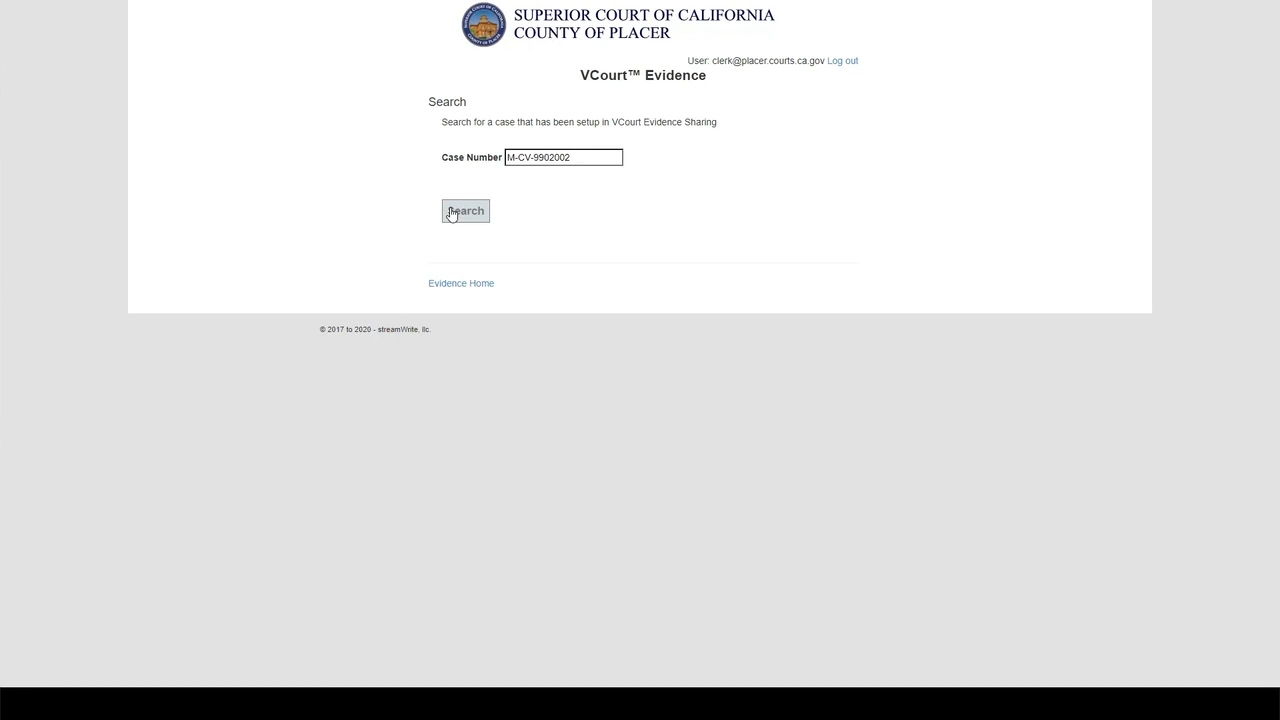 SUPERIOR COURT OF CALIFORNIA
COUNTY OF PLACER
User: clerk@placer.courts.ca.gov Log out
VCourt™ Evidence
Search
Search for a case that has been setup in VCourt Evidence Sharing
Case Number M-CV-9902002
Search
Evidence Home
© 2017 to 2020 - streamWrite, llc.